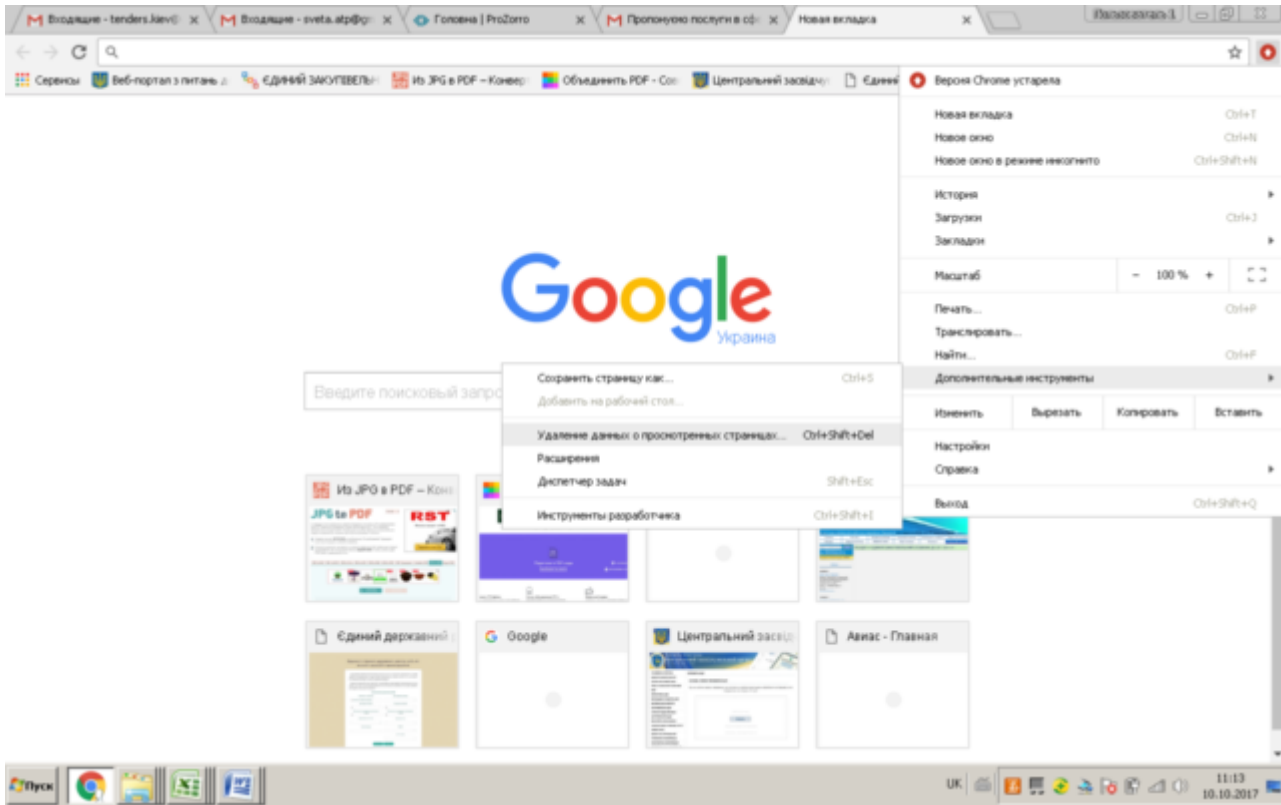 Входящие - tenders.kiev@
Входящие - sveta.atp@g
Головна | ProZorro
Пропонуємо послуги в сф
Новая вкладка
Сервисы
Веб-портал з питань д
ЄДИНИЙ ЗАКУПІВЕЛЬН
Из JPG в PDF – Конвер
Объединить PDF - Сое
Центральний засвідчу
Єдиний
Версия Chrome устарела
Новая вкладка Ctrl+T
Новое окно Ctrl+N
Новое окно в режиме инкогнито Ctrl+Shift+N
История
Загрузки Ctrl+J
Закладки
Масштаб - 100 % +
Печать... Ctrl+P
Транслировать...
Найти... Ctrl+F
Дополнительные инструменты
Изменить Вырезать Копировать Вставить
Настройки
Справка
Выход Ctrl+Shift+Q
Google
Украина
Введите поисковый запро
Сохранить страницу как... Ctrl+S
Добавить на рабочий стол...
Удаление данных о просмотренных страницах... Ctrl+Shift+Del
Расширения
Диспетчер задач Shift+Esc
Инструменты разработчика Ctrl+Shift+I
Из JPG в PDF – Конв
JPG to PDF
RST
Єдиний державний
Google
Центральний засвід
Авиас - Главная
Пуск
UK
11:13
10.10.2017